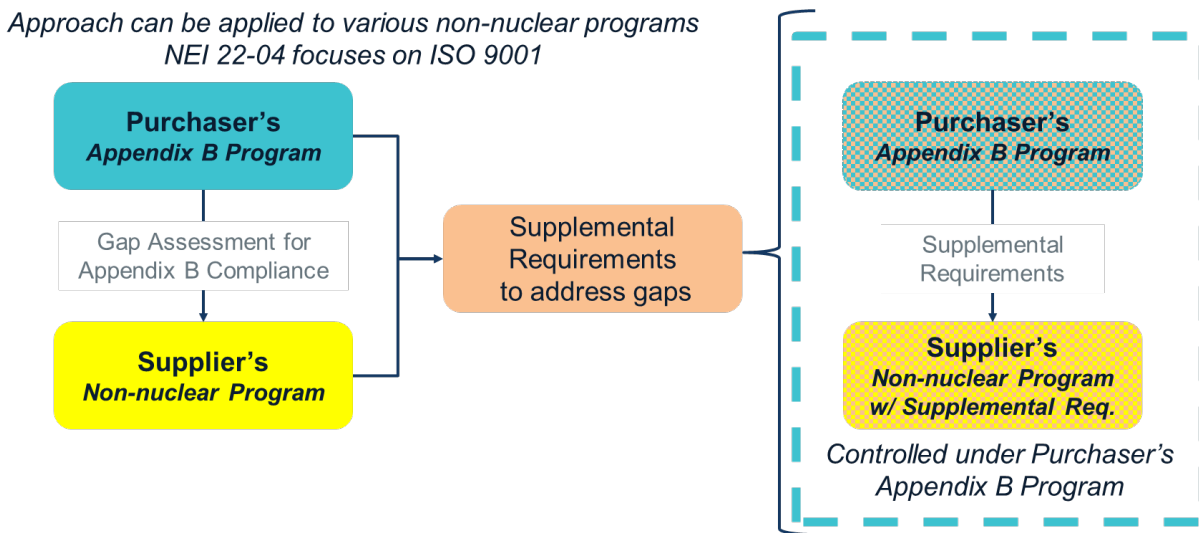 Approach can be applied to various non-nuclear programs
NEI 22-04 focuses on ISO 9001
Purchaser's
Appendix B Program
Gap Assessment for
Appendix B Compliance
Supplier's
Non-nuclear Program
Supplemental
Requirements
to address gaps
Purchaser's
Appendix B Program
Supplemental
Requirements
Supplier's
Non-nuclear Program
w/ Supplemental Req.
Controlled under Purchaser's
Appendix B Program